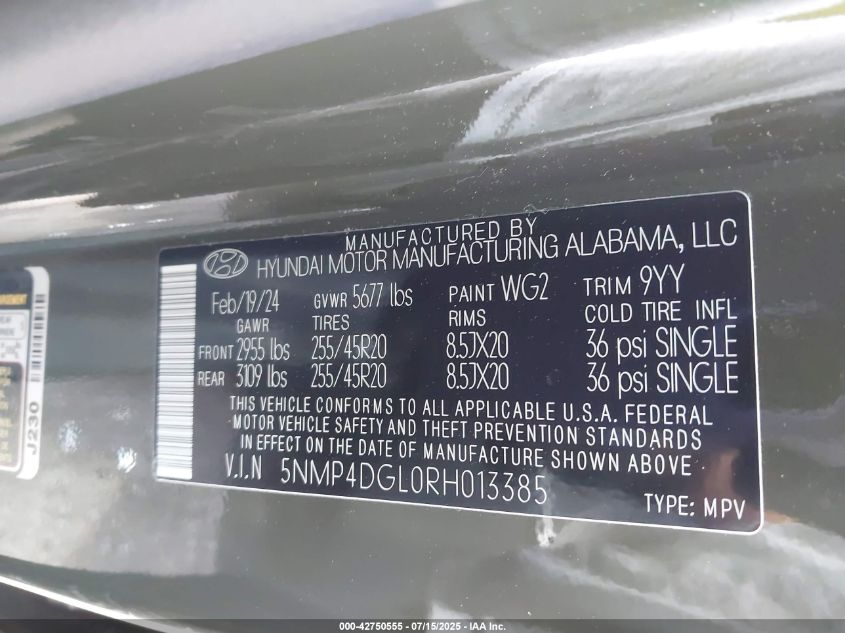 MANUFACTURED BY
HYUNDAI MOTOR MANUFACTURING ALABAMA, LLC
Feb/19/24 GVWR 5677 lbs PAINT WG2 TRIM 9YY
GAWR TIRES RIMS COLD TIRE INFL
FRONT 2955 lbs 255/45R20 8.5JX20 36 psi SINGLE
REAR 3109 lbs 255/45R20 8.5JX20 36 psi SINGLE
THIS VEHICLE CONFORMS TO ALL APPLICABLE U.S.A. FEDERAL
MOTOR VEHICLE SAFETY AND THEFT PREVENTION STANDARDS
IN EFFECT ON THE DATE OF MANUFACTURE SHOWN ABOVE
V.I.N 5NMP4DGL0RH013385
TYPE: MPV
J230
000-42750555 - 07/15/2025 - IAA Inc.